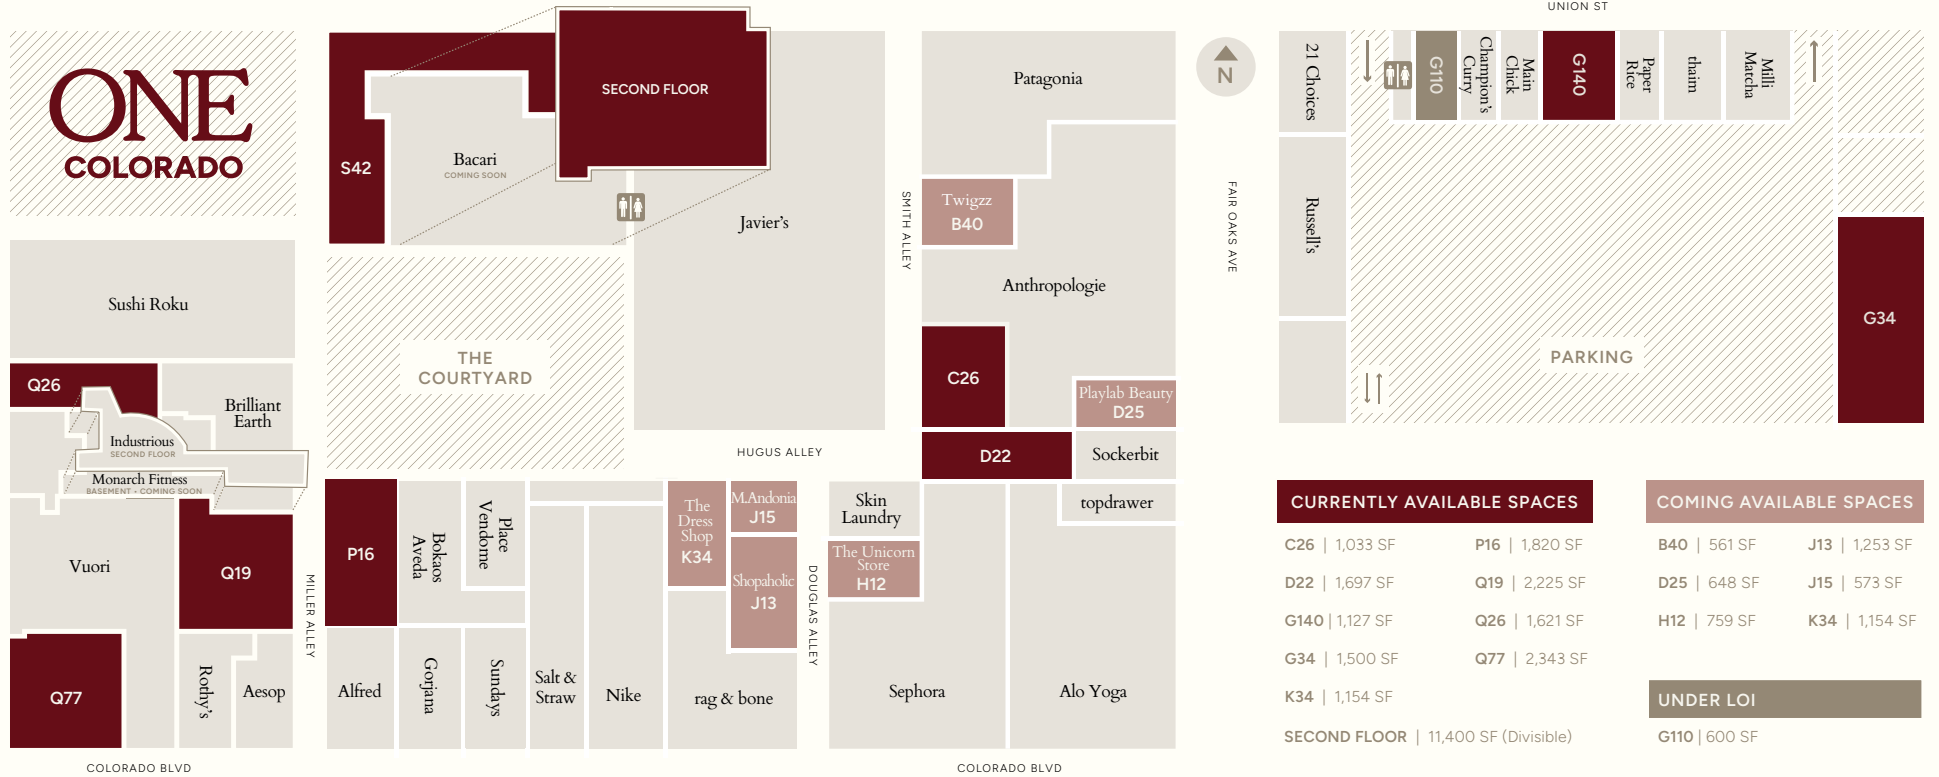 ONE
COLORADO
SECOND FLOOR
S42
Bacari
COMING SOON
Javier's
Patagonia
Twigzz
B40
Anthropologie
C26
Playlab Beauty
D25
D22
Sockerbit
SMITH ALLEY
FAIR OAKS AVE
N
UNION ST
21 Choices
G110
Champion's
Curry
Main
Chick
G140
Paper
Rice
thaim
Milli
Matcha
Russell's
PARKING
G34
Sushi Roku
Q26
Brilliant
Earth
Industrious
SECOND FLOOR
Monarch Fitness
BASEMENT • COMING SOON
Vuori
Q19
Q77
Rothy's
Aesop
MILLER ALLEY
THE
COURTYARD
HUGUS ALLEY
P16
Bokaos
Aveda
Place
Vendome
The
Dress
Shop
K34
M.Andonia
J15
Shopaholic
J13
Alfred
Gorjana
Sundays
Salt &
Straw
Nike
rag & bone
DOUGLAS ALLEY
Skin
Laundry
The Unicorn
Store
H12
topdrawer
Sephora
Alo Yoga
COLORADO BLVD
COLORADO BLVD
CURRENTLY AVAILABLE SPACES
C26 | 1,033 SF
P16 | 1,820 SF
D22 | 1,697 SF
Q19 | 2,225 SF
G140 | 1,127 SF
Q26 | 1,621 SF
G34 | 1,500 SF
Q77 | 2,343 SF
K34 | 1,154 SF
SECOND FLOOR | 11,400 SF (Divisible)
COMING AVAILABLE SPACES
B40 | 561 SF
J13 | 1,253 SF
D25 | 648 SF
J15 | 573 SF
H12 | 759 SF
K34 | 1,154 SF
UNDER LOI
G110 | 600 SF